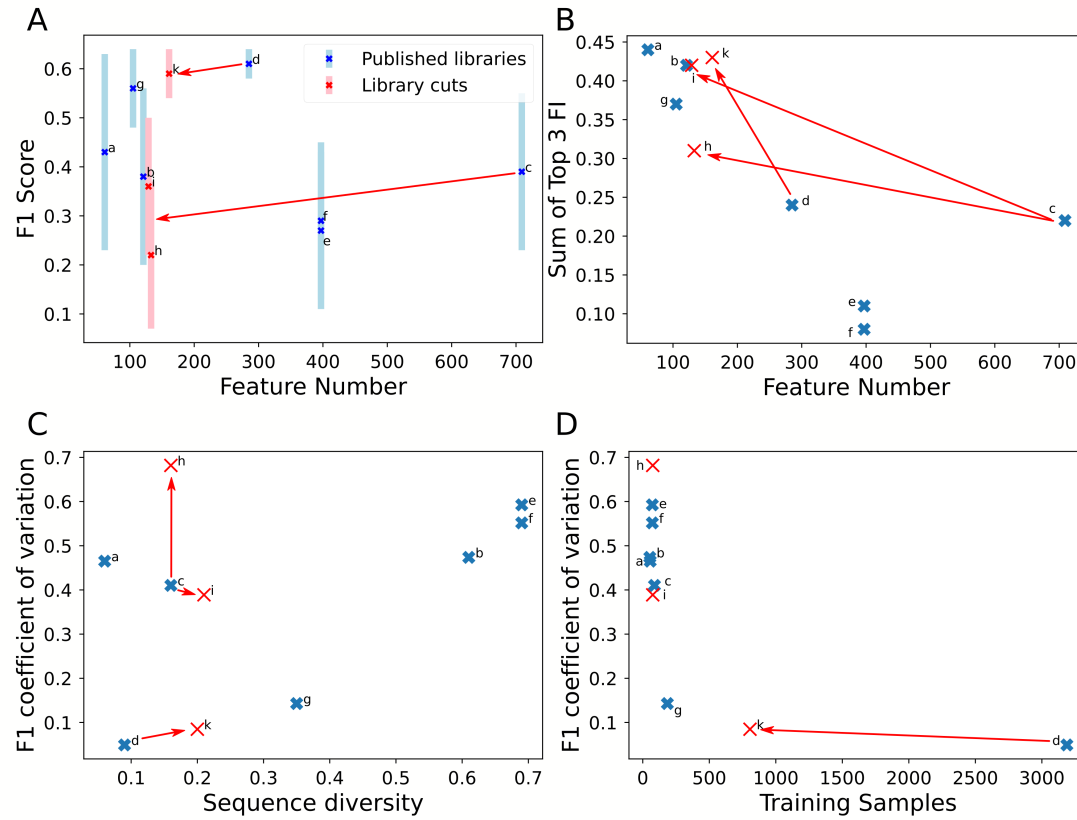 A
F1 Score
0.6
0.5
0.4
0.3
0.2
0.1
a
g
b
i
h
k
d
f
e
c
Published libraries
Library cuts
100 200 300 400 500 600 700
Feature Number
B
Sum of Top 3 FI
0.45
0.40
0.35
0.30
0.25
0.20
0.15
0.10
a
b
i
k
g
h
d
c
e
f
100 200 300 400 500 600 700
Feature Number
C
F1 coefficient of variation
0.7
0.6
0.5
0.4
0.3
0.2
0.1
h
e
f
a
b
c
i
g
k
d
0.1 0.2 0.3 0.4 0.5 0.6 0.7
Sequence diversity
D
F1 coefficient of variation
0.7
0.6
0.5
0.4
0.3
0.2
0.1
h
e
f
b
a
c
i
g
k
d
0 500 1000 1500 2000 2500 3000
Training Samples